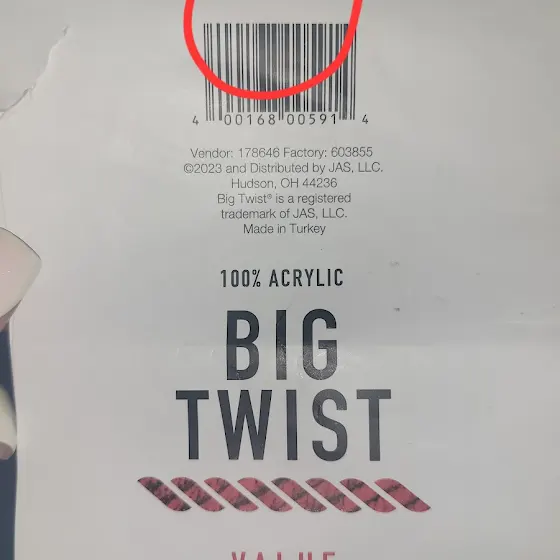 4 00168 00591 4
Vendor: 178646 Factory: 603855
©2023 and Distributed by JAS, LLC.
Hudson, OH 44236
Big Twist® is a registered
trademark of JAS, LLC.
Made in Turkey
100% ACRYLIC
BIG
TWIST
VALUE